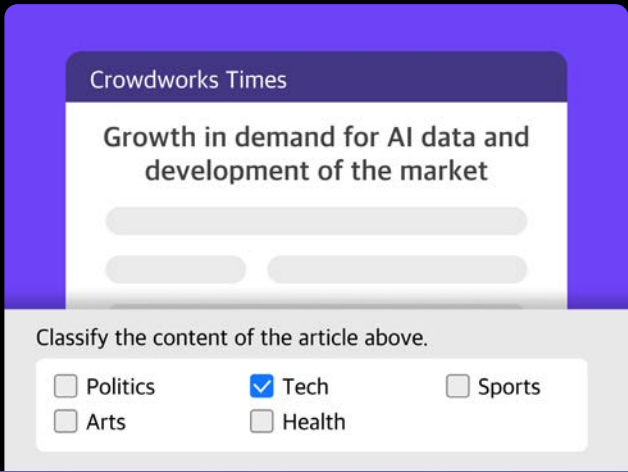 Crowdworks Times
Growth in demand for AI data and
development of the market
Classify the content of the article above.
Politics Tech Sports
Arts Health